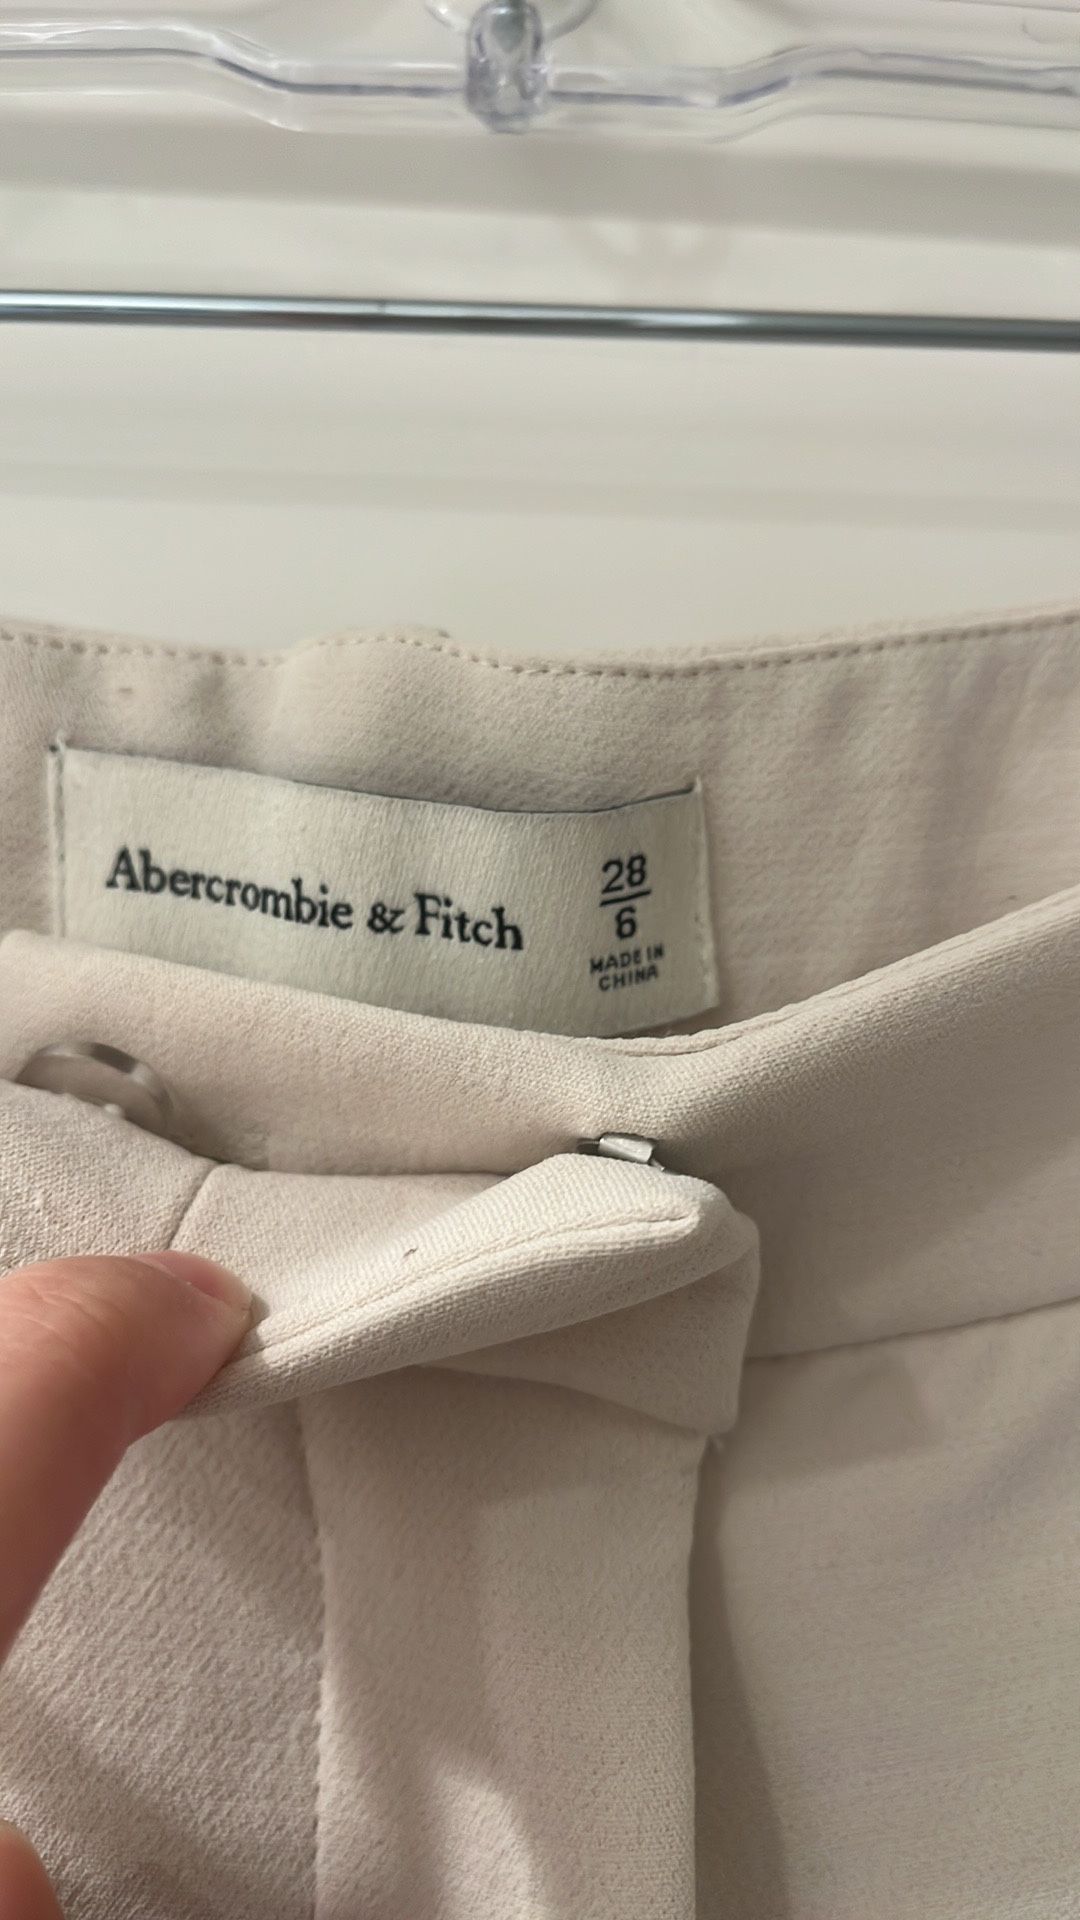 Abercrombie & Fitch
28
6
MADE IN
CHINA